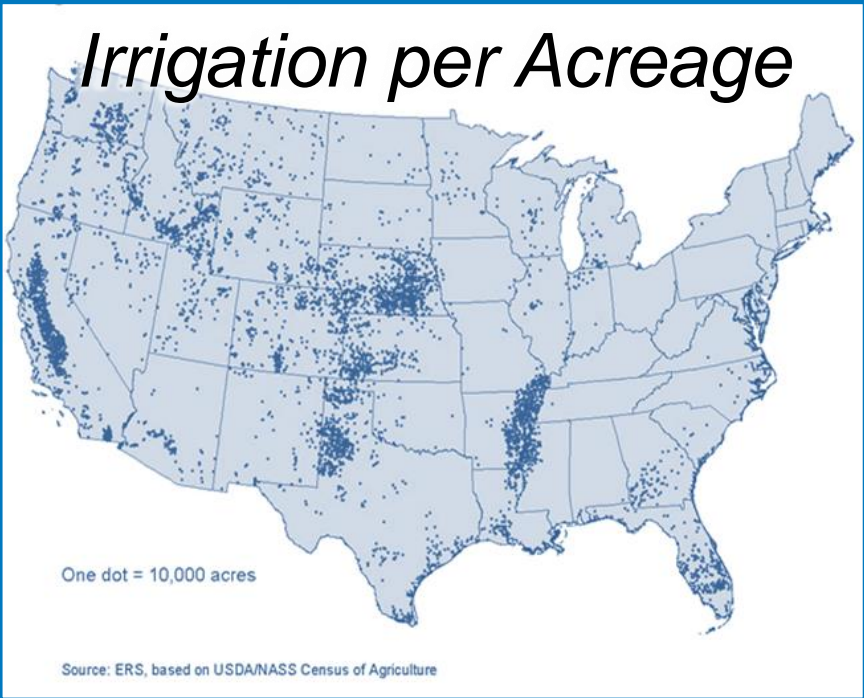 Irrigation per Acreage
One dot = 10,000 acres
Source: ERS, based on USDA/NASS Census of Agriculture